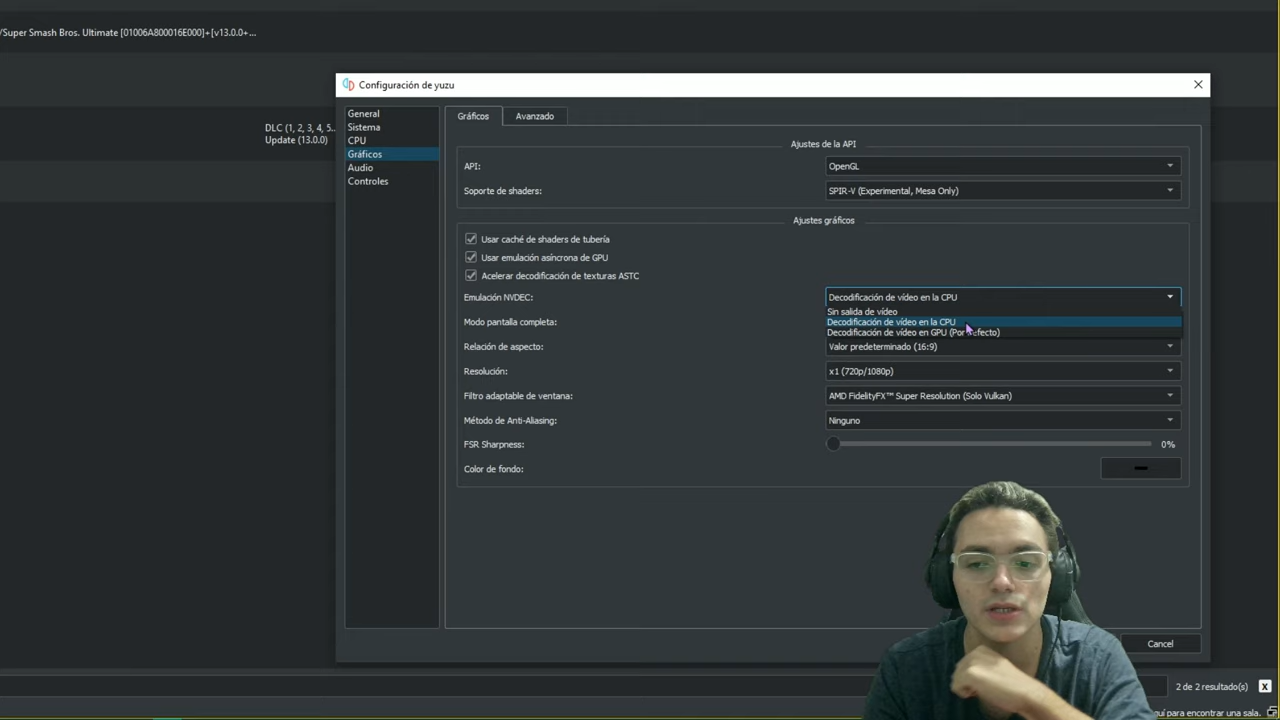 /Super Smash Bros. Ultimate [01006A800016E000]+[v13.0.0+...
DLC (1, 2, 3, 4, 5...
Update (13.0.0)
Configuración de yuzu
General
Sistema
CPU
Gráficos
Audio
Controles
Gráficos
Avanzado
Ajustes de la API
API:
OpenGL
Soporte de shaders:
SPIR-V (Experimental, Mesa Only)
Ajustes gráficos
Usar caché de shaders de tubería
Usar emulación asíncrona de GPU
Acelerar decodificación de texturas ASTC
Emulación NVDEC:
Decodificación de vídeo en la CPU
Sin salida de vídeo
Decodificación de vídeo en la CPU
Decodificación de vídeo en GPU (Por efecto)
Modo pantalla completa:
Relación de aspecto:
Valor predeterminado (16:9)
Resolución:
x1 (720p/1080p)
Filtro adaptable de ventana:
AMD FidelityFX™ Super Resolution (Solo Vulkan)
Método de Anti-Aliasing:
Ninguno
FSR Sharpness:
0%
Color de fondo:
Cancel
2 de 2 resultado(s)
X
quí para encontrar una sala.